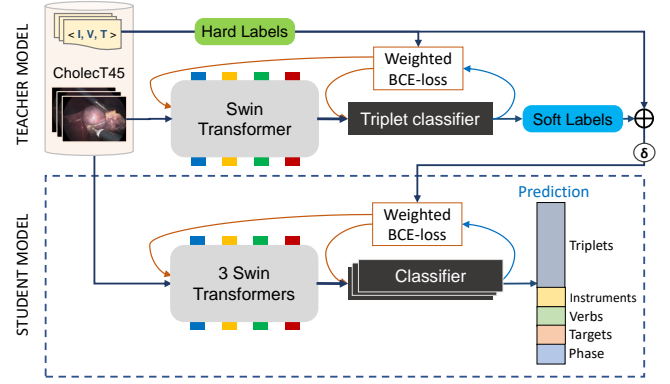 TEACHER MODEL
< I, V, T >
CholecT45
Hard Labels
Weighted
BCE-loss
Swin
Transformer
Triplet classifier
Soft Labels
δ
STUDENT MODEL
Weighted
BCE-loss
3 Swin
Transformers
Classifier
Prediction
Triplets
Instruments
Verbs
Targets
Phase